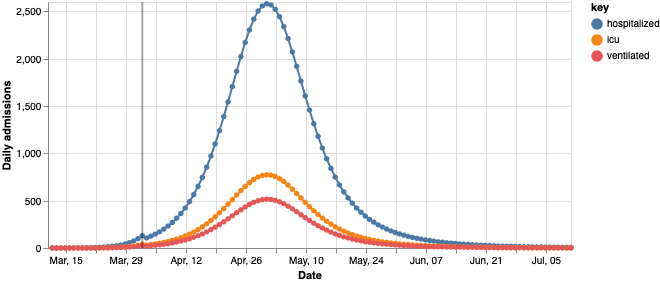 key
hospitalized
icu
ventilated
Daily admissions
2,500
2,000
1,500
1,000
500
0
Mar, 15
Mar, 29
Apr, 12
Apr, 26
May, 10
May, 24
Jun, 07
Jun, 21
Jul, 05
Date